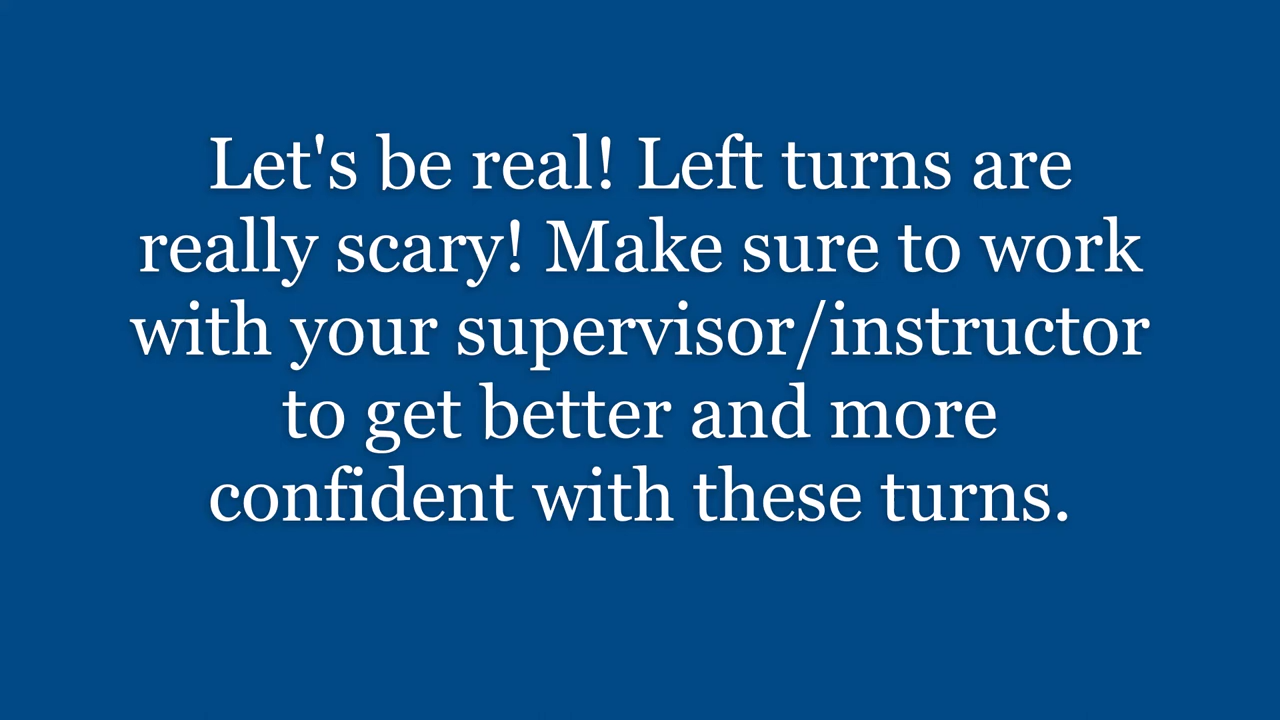 Let's be real! Left turns are
really scary! Make sure to work
with your supervisor/instructor
to get better and more
confident with these turns.